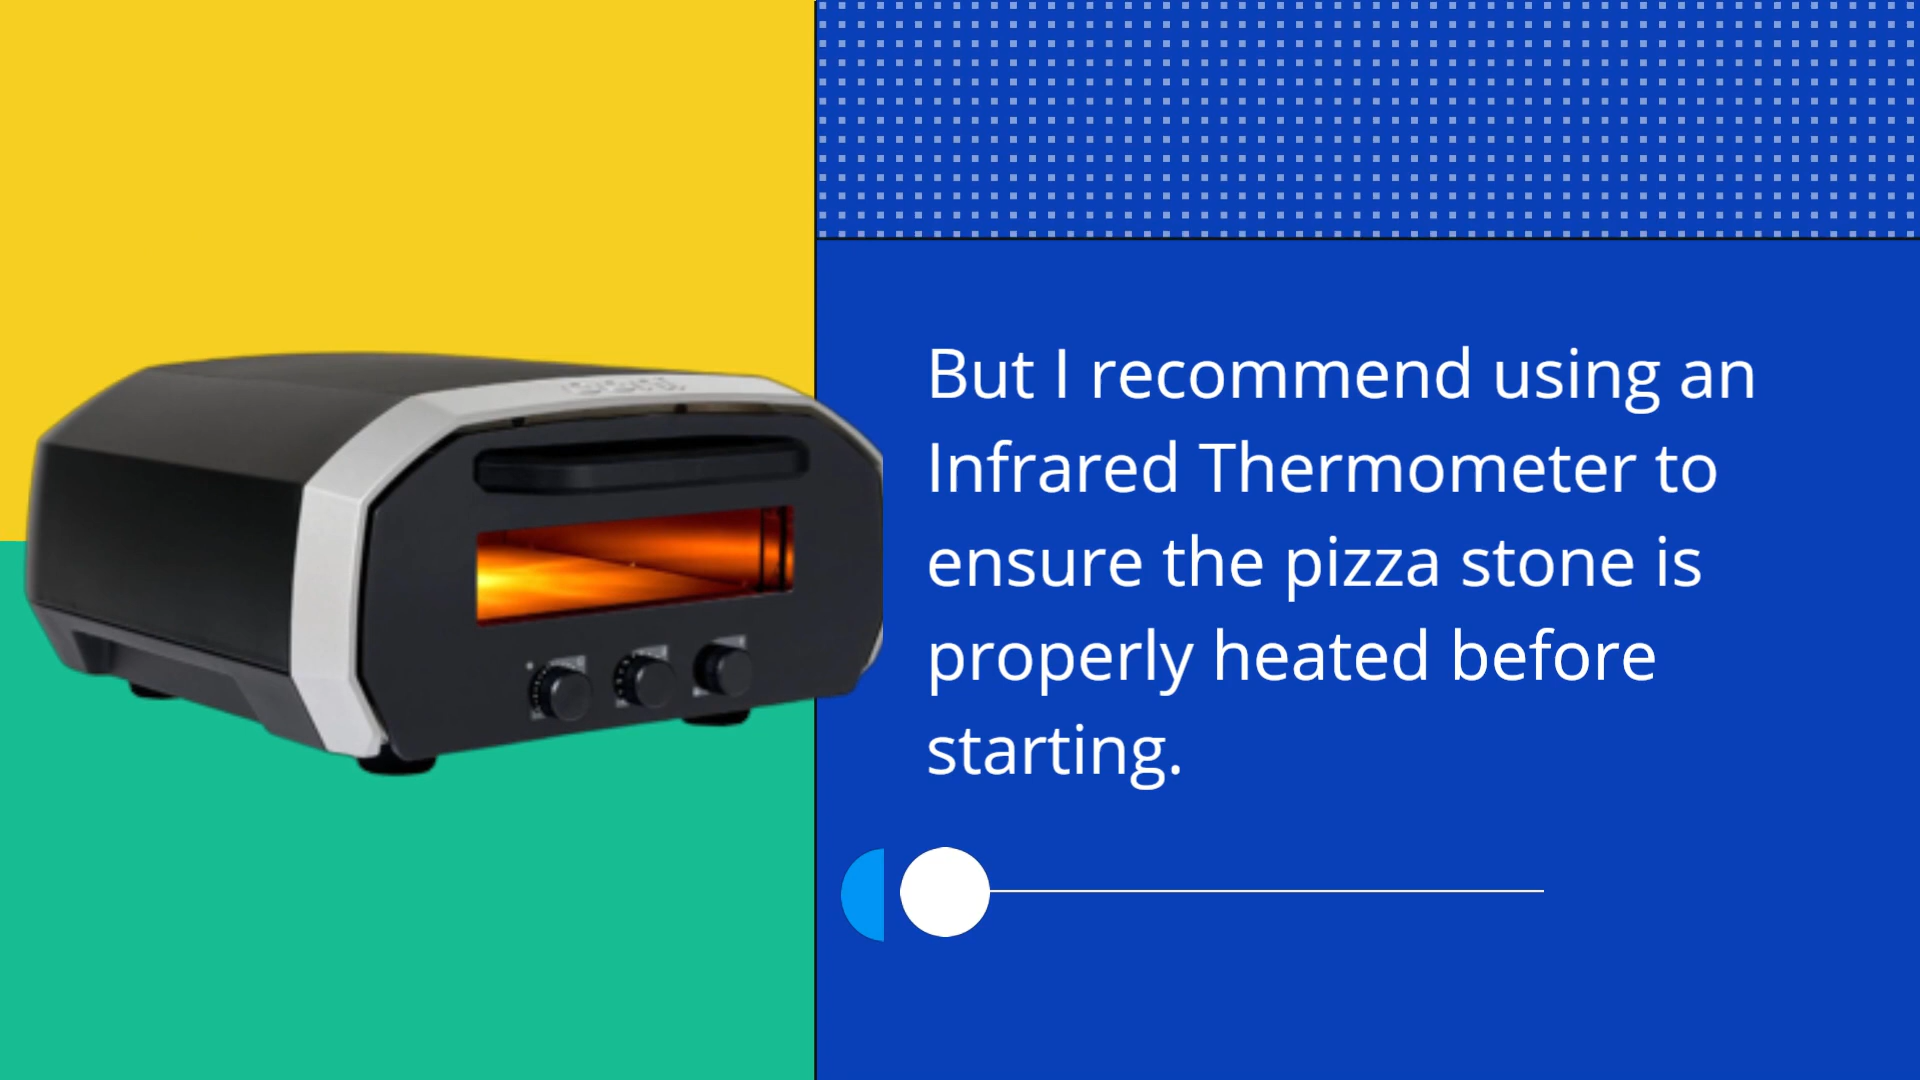 But I recommend using an
Infrared Thermometer to
ensure the pizza stone is
properly heated before
starting.